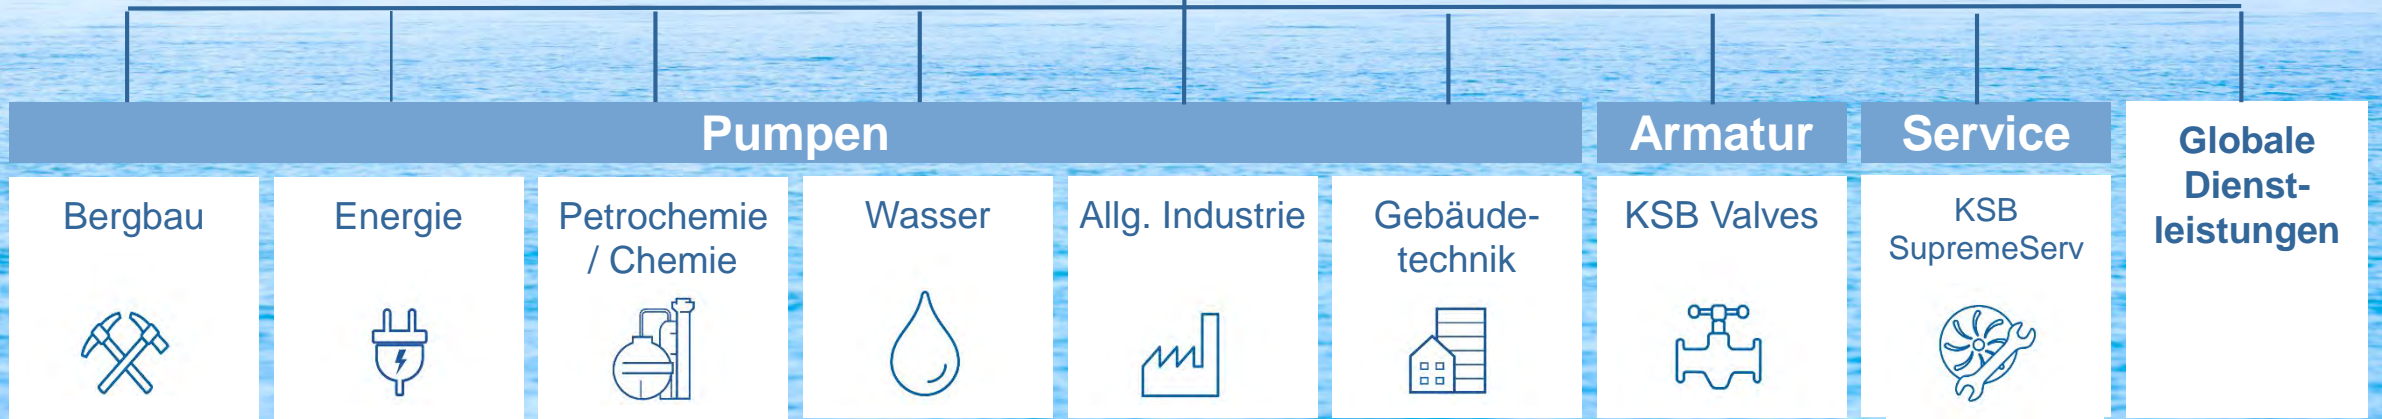 Pumpen
Armatur
Service
Globale
Dienst-
leistungen
Bergbau
Energie
Petrochemie
/ Chemie
Wasser
Allg. Industrie
Gebäude-
technik
KSB Valves
KSB
SupremeServ